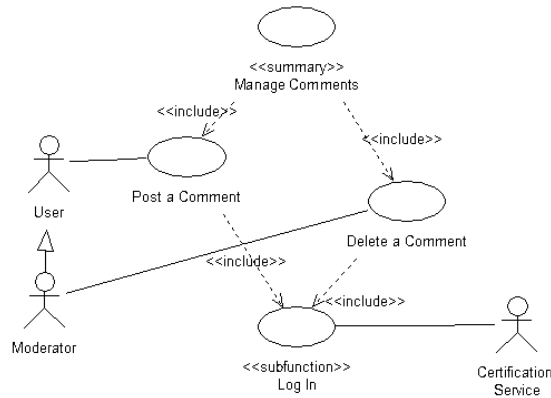 <<summary>>
Manage Comments
<<include>>
<<include>>
User
Post a Comment
Delete a Comment
<<include>>
<<include>>
Moderator
<<subfunction>>
Log In
Certification
Service